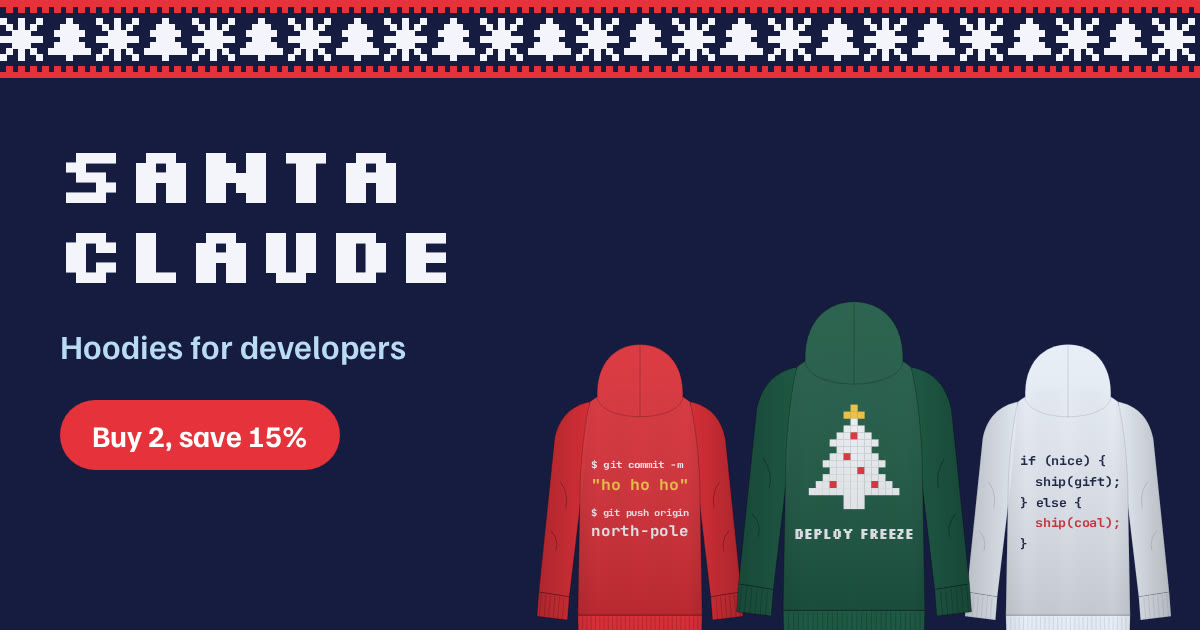 SANTA
CLAUDE
Hoodies for developers
Buy 2, save 15%
$ git commit -m
"ho ho ho"
$ git push origin
north-pole
DEPLOY FREEZE
if (nice) {
  ship(gift);
} else {
  ship(coal);
}